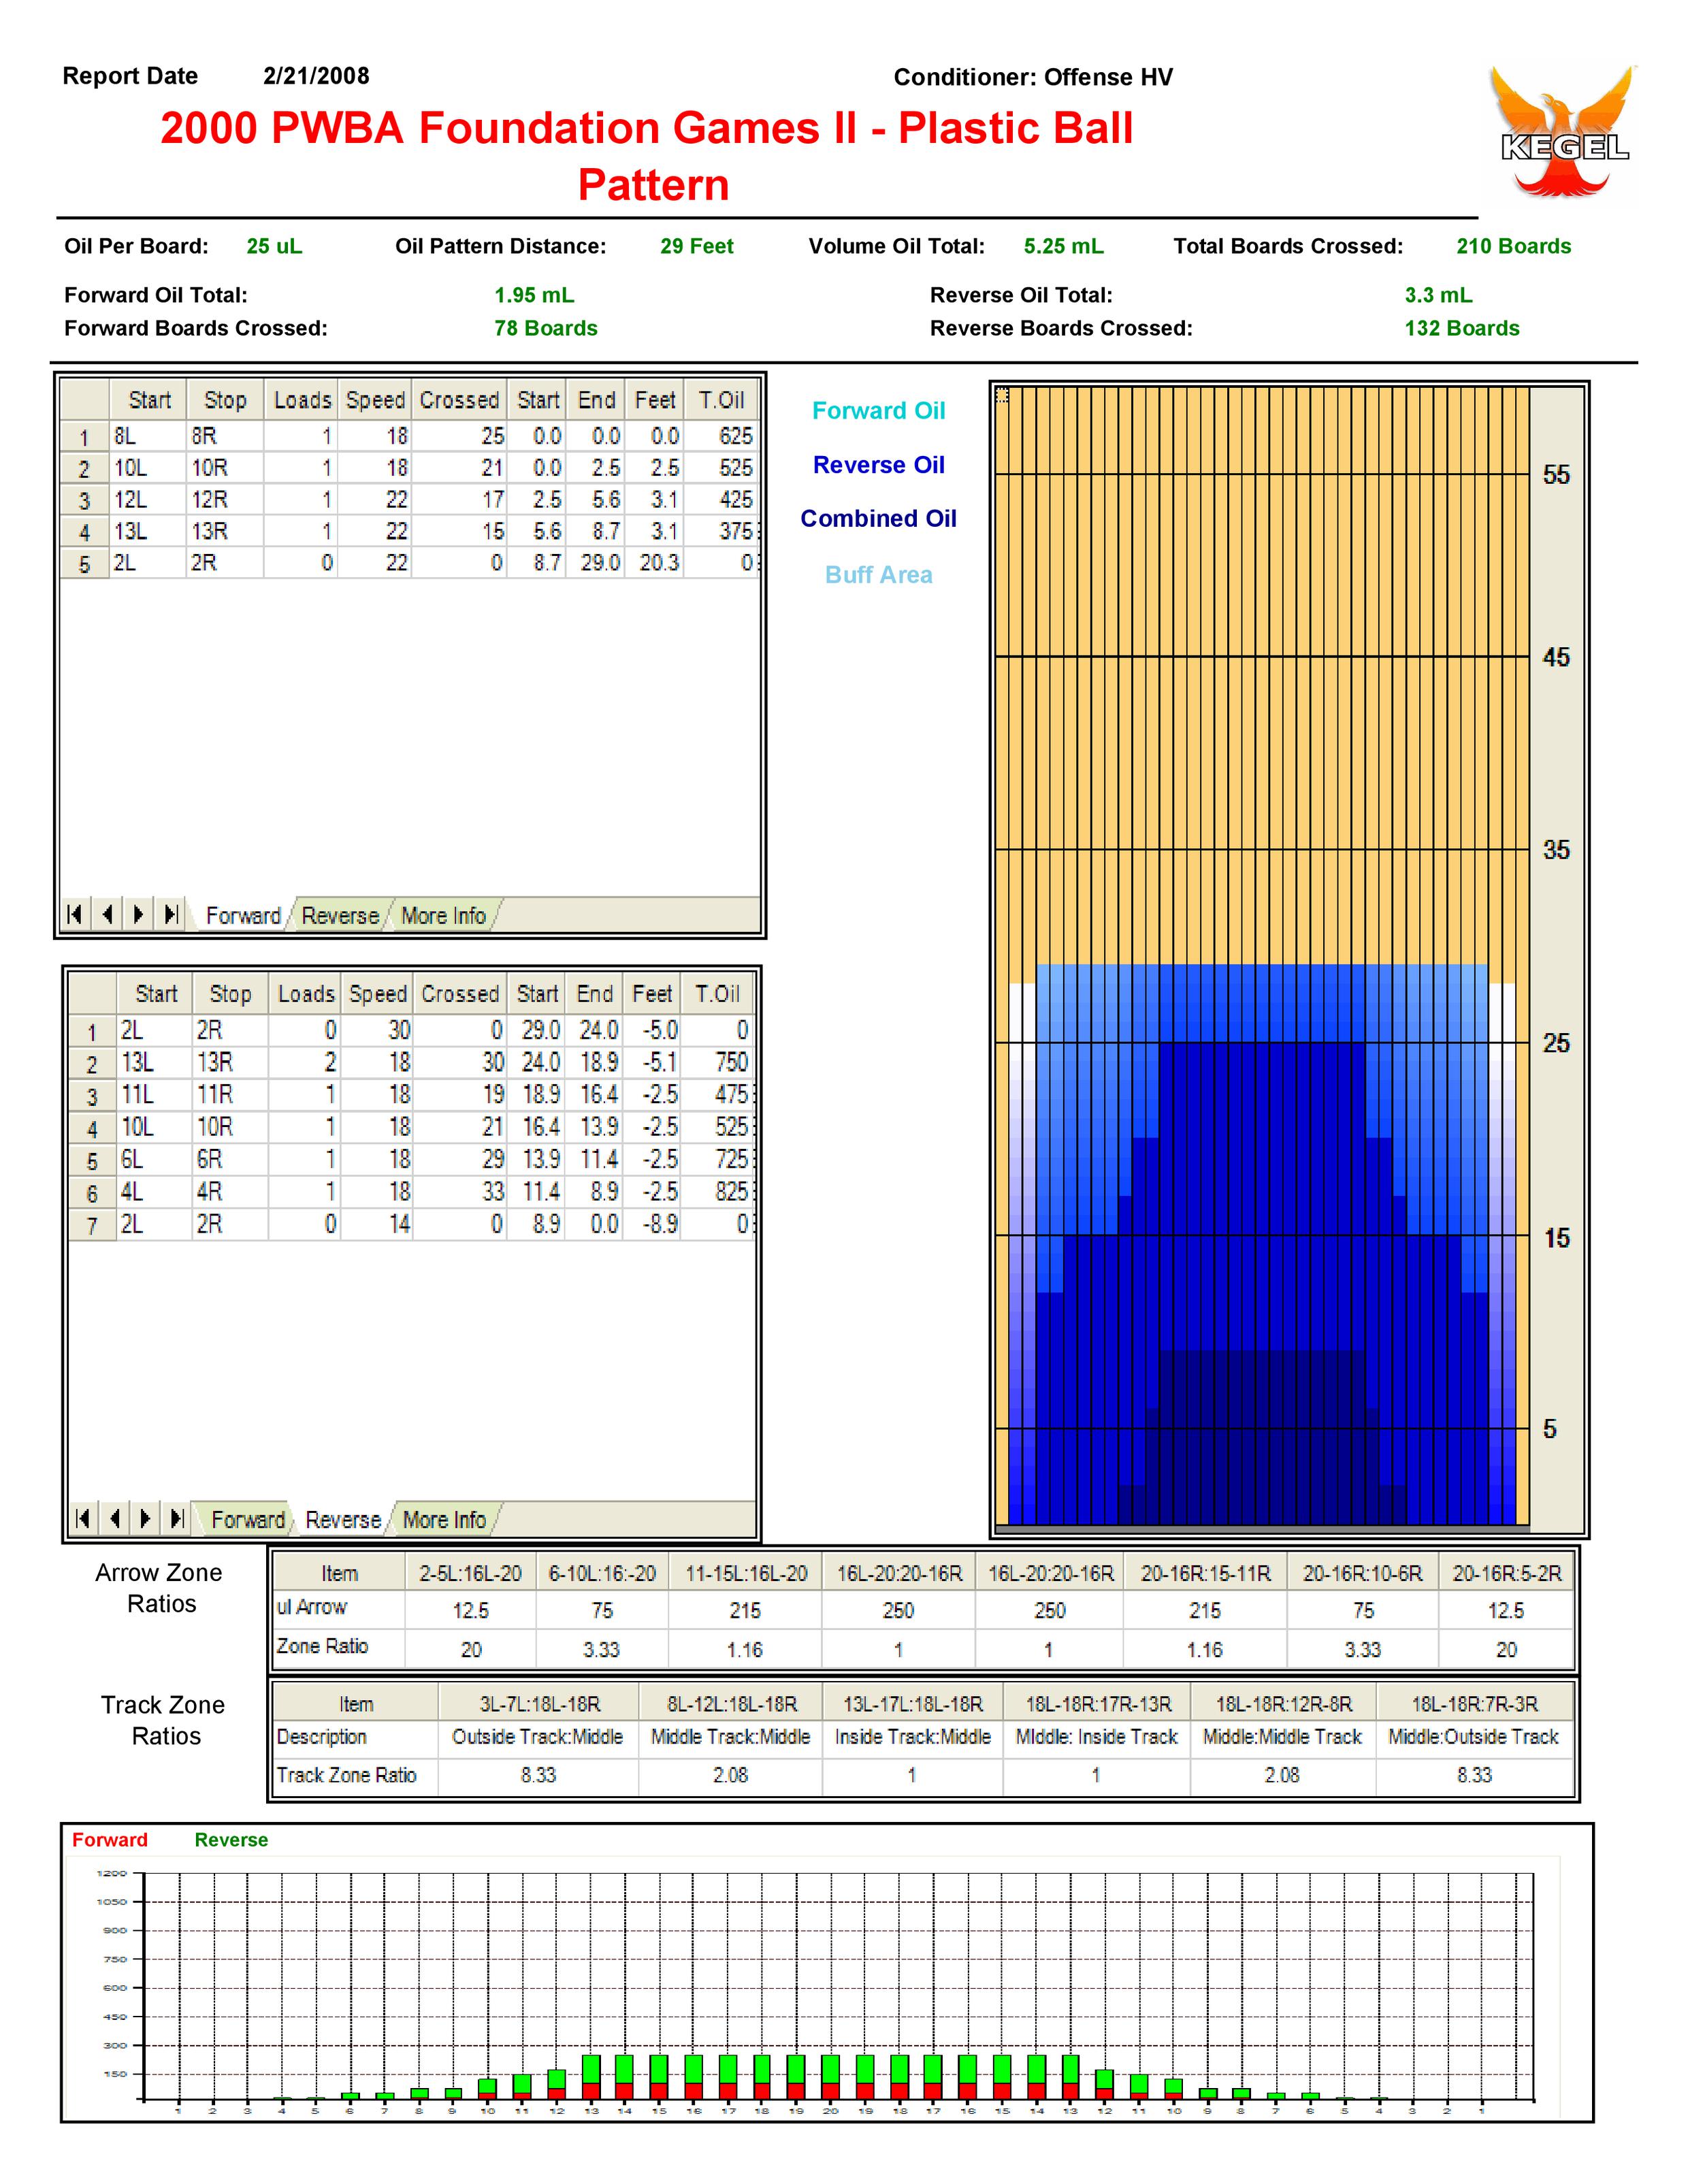 Report Date 2/21/2008 Conditioner: Offense HV
2000 PWBA Foundation Games II - Plastic Ball
Pattern
KEGEL
Oil Per Board: 25 uL Oil Pattern Distance: 29 Feet Volume Oil Total: 5.25 mL Total Boards Crossed: 210 Boards
Forward Oil Total: 1.95 mL Reverse Oil Total: 3.3 mL
Forward Boards Crossed: 78 Boards Reverse Boards Crossed: 132 Boards
Start Stop Loads Speed Crossed Start End Feet T.Oil
1 8L 8R 1 18 25 0.0 0.0 0.0 625
2 10L 10R 1 18 21 0.0 2.5 2.5 525
3 12L 12R 1 22 17 2.5 5.6 3.1 425
4 13L 13R 1 22 15 5.6 8.7 3.1 375
5 2L 2R 0 22 0 8.7 29.0 20.3 0
Forward Reverse More Info
Forward Oil
Reverse Oil
Combined Oil
Buff Area
55
45
35
25
15
5
Start Stop Loads Speed Crossed Start End Feet T.Oil
1 2L 2R 0 30 0 29.0 24.0 -5.0 0
2 13L 13R 2 18 30 24.0 18.9 -5.1 750
3 11L 11R 1 18 19 18.9 16.4 -2.5 475
4 10L 10R 1 18 21 16.4 13.9 -2.5 525
5 6L 6R 1 18 29 13.9 11.4 -2.5 725
6 4L 4R 1 18 33 11.4 8.9 -2.5 825
7 2L 2R 0 14 0 8.9 0.0 -8.9 0
Forward Reverse More Info
Arrow Zone
Ratios
Item 2-5L:16L-20 6-10L:16:-20 11-15L:16L-20 16L-20:20-16R 16L-20:20-16R 20-16R:15-11R 20-16R:10-6R 20-16R:5-2R
ul Arrow 12.5 75 215 250 250 215 75 12.5
Zone Ratio 20 3.33 1.16 1 1 1.16 3.33 20
Track Zone
Ratios
Item 3L-7L:18L-18R 8L-12L:18L-18R 13L-17L:18L-18R 18L-18R:17R-13R 18L-18R:12R-8R 18L-18R:7R-3R
Description Outside Track:Middle Middle Track:Middle Inside Track:Middle MIddle: Inside Track Middle:Middle Track Middle:Outside Track
Track Zone Ratio 8.33 2.08 1 1 2.08 8.33
Forward Reverse
1200
1050
900
750
600
450
300
150
1 2 3 4 5 6 7 8 9 10 11 12 13 14 15 16 17 18 19 20 19 18 17 16 15 14 13 12 11 10 9 8 7 6 5 4 3 2 1